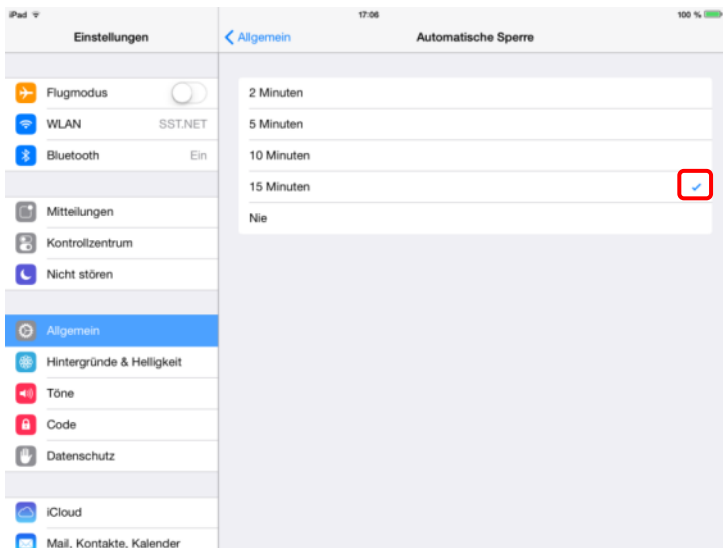 iPad 17:06 100 %
Einstellungen
Allgemein Automatische Sperre
Flugmodus
WLAN SST.NET
Bluetooth Ein
Mitteilungen
Kontrollzentrum
Nicht stören
Allgemein
Hintergründe & Helligkeit
Töne
Code
Datenschutz
iCloud
Mail, Kontakte, Kalender
2 Minuten
5 Minuten
10 Minuten
15 Minuten
Nie